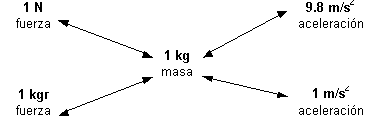 1 N
fuerza
9.8 m/s²
aceleración
1 kg
masa
1 kgr
fuerza
1 m/s²
aceleración